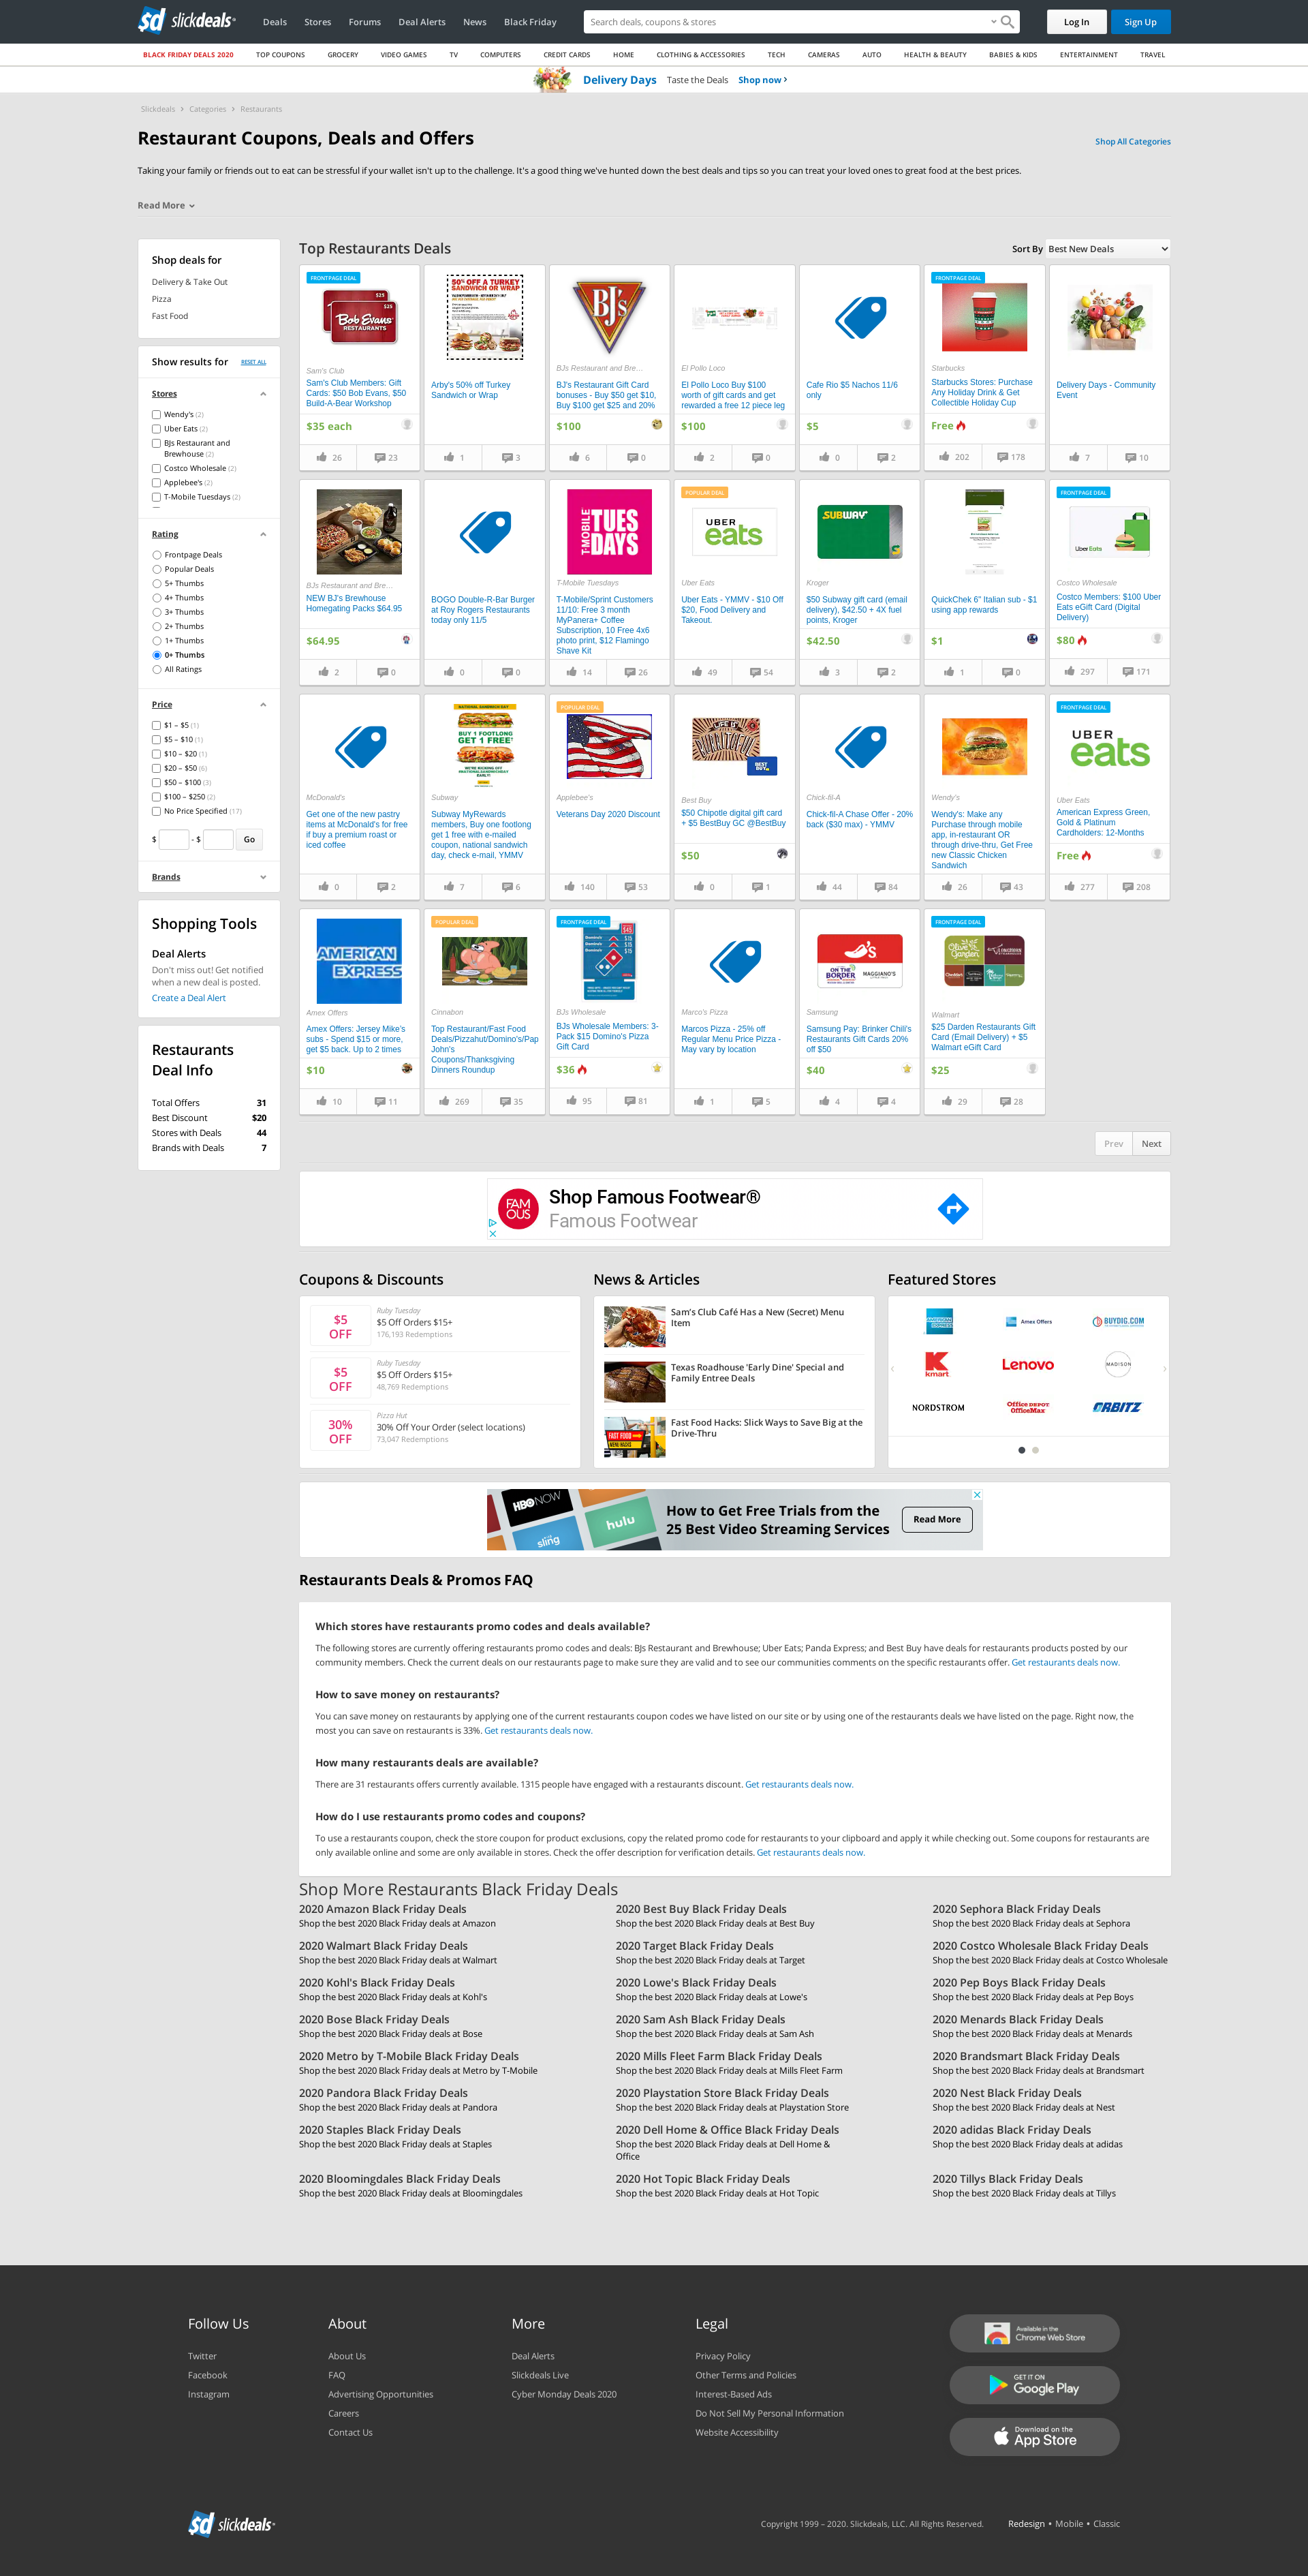 slickdeals
Deals
Stores
Forums
Deal Alerts
News
Black Friday
Search deals, coupons & stores
Log In
Sign Up
BLACK FRIDAY DEALS 2020
TOP COUPONS
GROCERY
VIDEO GAMES
TV
COMPUTERS
CREDIT CARDS
HOME
CLOTHING & ACCESSORIES
TECH
CAMERAS
AUTO
HEALTH & BEAUTY
BABIES & KIDS
ENTERTAINMENT
TRAVEL
Delivery Days Taste the Deals Shop now ›
Slickdeals › Categories › Restaurants
Restaurant Coupons, Deals and Offers
Shop All Categories
Taking your family or friends out to eat can be stressful if your wallet isn't up to the challenge. It's a good thing we've hunted down the best deals and tips so you can treat your loved ones to great food at the best prices.
Read More
Shop deals for
Delivery & Take Out
Pizza
Fast Food
Show results for RESET ALL
Stores
Wendy's (2)
Uber Eats (2)
BJs Restaurant and
Brewhouse (2)
Costco Wholesale (2)
Applebee's (2)
T-Mobile Tuesdays (2)
Rating
Frontpage Deals
Popular Deals
5+ Thumbs
4+ Thumbs
3+ Thumbs
2+ Thumbs
1+ Thumbs
0+ Thumbs
All Ratings
Price
$1 – $5 (1)
$5 – $10 (1)
$10 – $20 (1)
$20 – $50 (6)
$50 – $100 (3)
$100 – $250 (2)
No Price Specified (17)
$ - $ Go
Brands
Shopping Tools
Deal Alerts
Don't miss out! Get notified
when a new deal is posted.
Create a Deal Alert
Restaurants
Deal Info
Total Offers 31
Best Discount $20
Stores with Deals 44
Brands with Deals 7
Top Restaurants Deals
Sort By Best New Deals
FRONTPAGE DEAL
$25
$25
Bob Evans
RESTAURANTS
Sam's Club
Sam's Club Members: Gift
Cards: $50 Bob Evans, $50
Build-A-Bear Workshop
$35 each
26 23
50% OFF A TURKEY
SANDWICH OR WRAP
Arby's 50% off Turkey
Sandwich or Wrap
1 3
BJ's
BJs Restaurant and Bre...
BJ's Restaurant Gift Card
bonuses - Buy $50 get $10,
Buy $100 get $25 and 20%
$100
6 0
El Pollo Loco
El Pollo Loco Buy $100
worth of gift cards and get
rewarded a free 12 piece leg
$100
2 0
Cafe Rio $5 Nachos 11/6
only
$5
0 2
FRONTPAGE DEAL
Starbucks
Starbucks Stores: Purchase
Any Holiday Drink & Get
Collectible Holiday Cup
Free
202 178
Delivery Days - Community
Event
7 10
BJs Restaurant and Bre...
NEW BJ's Brewhouse
Homegating Packs $64.95
$64.95
2 0
BOGO Double-R-Bar Burger
at Roy Rogers Restaurants
today only 11/5
0 0
T-MOBILE
TUES
DAYS
T-Mobile Tuesdays
T-Mobile/Sprint Customers
11/10: Free 3 month
MyPanera+ Coffee
Subscription, 10 Free 4x6
photo print, $12 Flamingo
Shave Kit
14 26
POPULAR DEAL
UBER
eats
Uber Eats
Uber Eats - YMMV - $10 Off
$20, Food Delivery and
Takeout.
49 54
SUBWAY
Kroger
$50 Subway gift card (email
delivery), $42.50 + 4X fuel
points, Kroger
$42.50
3 2
QuickChek 6" Italian sub - $1
using app rewards
$1
1 0
FRONTPAGE DEAL
Uber Eats
Costco Wholesale
Costco Members: $100 Uber
Eats eGift Card (Digital
Delivery)
$80
297 171
McDonald's
Get one of the new pastry
items at McDonald's for free
if buy a premium roast or
iced coffee
0 2
NATIONAL SANDWICH DAY
BUY 1 FOOTLONG
GET 1 FREE
Subway
Subway MyRewards
members, Buy one footlong
get 1 free with e-mailed
coupon, national sandwich
day, check e-mail, YMMV
7 6
POPULAR DEAL
Applebee's
Veterans Day 2020 Discount
140 53
BEST BUY
Best Buy
$50 Chipotle digital gift card
+ $5 BestBuy GC @BestBuy
$50
0 1
Chick-fil-A
Chick-fil-A Chase Offer - 20%
back ($30 max) - YMMV
44 84
Wendy's
Wendy's: Make any
Purchase through mobile
app, in-restaurant OR
through drive-thru, Get Free
new Classic Chicken
Sandwich
26 43
FRONTPAGE DEAL
UBER
eats
Uber Eats
American Express Green,
Gold & Platinum
Cardholders: 12-Months
Free
277 208
AMERICAN
EXPRESS
Amex Offers
Amex Offers: Jersey Mike's
subs - Spend $15 or more,
get $5 back. Up to 2 times
$10
10 11
POPULAR DEAL
Cinnabon
Top Restaurant/Fast Food
Deals/Pizzahut/Domino's/Pap
John's
Coupons/Thanksgiving
Dinners Roundup
269 35
FRONTPAGE DEAL
$45
Domino's $15
Domino's $15
Domino's $15
BJs Wholesale
BJs Wholesale Members: 3-
Pack $15 Domino's Pizza
Gift Card
$36
95 81
Marco's Pizza
Marcos Pizza - 25% off
Regular Menu Price Pizza -
May vary by location
1 5
ON THE
BORDER
MAGGIANO'S
Samsung
Samsung Pay: Brinker Chili's
Restaurants Gift Cards 20%
off $50
$40
4 4
FRONTPAGE DEAL
Olive
Garden
LONGHORN
Walmart
$25 Darden Restaurants Gift
Card (Email Delivery) + $5
Walmart eGift Card
$25
29 28
Prev Next
FAM
OUS
Shop Famous Footwear®
Famous Footwear
Coupons & Discounts
$5
OFF
Ruby Tuesday
$5 Off Orders $15+
176,193 Redemptions
$5
OFF
Ruby Tuesday
$5 Off Orders $15+
48,769 Redemptions
30%
OFF
Pizza Hut
30% Off Your Order (select locations)
73,047 Redemptions
News & Articles
Sam's Club Café Has a New (Secret) Menu
Item
Texas Roadhouse 'Early Dine' Special and
Family Entree Deals
FAST FOOD
MENU HACKS
Fast Food Hacks: Slick Ways to Save Big at the
Drive-Thru
Featured Stores
AMERICAN EXPRESS
Amex Offers
BUYDIG.COM
kmart
Lenovo
MADISON
NORDSTROM
Office DEPOT
OfficeMax
ORBITZ
HBO NOW
sling
hulu
How to Get Free Trials from the
25 Best Video Streaming Services
Read More
Restaurants Deals & Promos FAQ
Which stores have restaurants promo codes and deals available?
The following stores are currently offering restaurants promo codes and deals: BJs Restaurant and Brewhouse; Uber Eats; Panda Express; and Best Buy have deals for restaurants products posted by our
community members. Check the current deals on our restaurants page to make sure they are valid and to see our communities comments on the specific restaurants offer. Get restaurants deals now.
How to save money on restaurants?
You can save money on restaurants by applying one of the current restaurants coupon codes we have listed on our site or by using one of the restaurants deals we have listed on the page. Right now, the
most you can save on restaurants is 33%. Get restaurants deals now.
How many restaurants deals are available?
There are 31 restaurants offers currently available. 1315 people have engaged with a restaurants discount. Get restaurants deals now.
How do I use restaurants promo codes and coupons?
To use a restaurants coupon, check the store coupon for product exclusions, copy the related promo code for restaurants to your clipboard and apply it while checking out. Some coupons for restaurants are
only available online and some are only available in stores. Check the offer description for verification details. Get restaurants deals now.
Shop More Restaurants Black Friday Deals
2020 Amazon Black Friday Deals
Shop the best 2020 Black Friday deals at Amazon
2020 Best Buy Black Friday Deals
Shop the best 2020 Black Friday deals at Best Buy
2020 Sephora Black Friday Deals
Shop the best 2020 Black Friday deals at Sephora
2020 Walmart Black Friday Deals
Shop the best 2020 Black Friday deals at Walmart
2020 Target Black Friday Deals
Shop the best 2020 Black Friday deals at Target
2020 Costco Wholesale Black Friday Deals
Shop the best 2020 Black Friday deals at Costco Wholesale
2020 Kohl's Black Friday Deals
Shop the best 2020 Black Friday deals at Kohl's
2020 Lowe's Black Friday Deals
Shop the best 2020 Black Friday deals at Lowe's
2020 Pep Boys Black Friday Deals
Shop the best 2020 Black Friday deals at Pep Boys
2020 Bose Black Friday Deals
Shop the best 2020 Black Friday deals at Bose
2020 Sam Ash Black Friday Deals
Shop the best 2020 Black Friday deals at Sam Ash
2020 Menards Black Friday Deals
Shop the best 2020 Black Friday deals at Menards
2020 Metro by T-Mobile Black Friday Deals
Shop the best 2020 Black Friday deals at Metro by T-Mobile
2020 Mills Fleet Farm Black Friday Deals
Shop the best 2020 Black Friday deals at Mills Fleet Farm
2020 Brandsmart Black Friday Deals
Shop the best 2020 Black Friday deals at Brandsmart
2020 Pandora Black Friday Deals
Shop the best 2020 Black Friday deals at Pandora
2020 Playstation Store Black Friday Deals
Shop the best 2020 Black Friday deals at Playstation Store
2020 Nest Black Friday Deals
Shop the best 2020 Black Friday deals at Nest
2020 Staples Black Friday Deals
Shop the best 2020 Black Friday deals at Staples
2020 Dell Home & Office Black Friday Deals
Shop the best 2020 Black Friday deals at Dell Home &
Office
2020 adidas Black Friday Deals
Shop the best 2020 Black Friday deals at adidas
2020 Bloomingdales Black Friday Deals
Shop the best 2020 Black Friday deals at Bloomingdales
2020 Hot Topic Black Friday Deals
Shop the best 2020 Black Friday deals at Hot Topic
2020 Tillys Black Friday Deals
Shop the best 2020 Black Friday deals at Tillys
Follow Us
Twitter
Facebook
Instagram
About
About Us
FAQ
Advertising Opportunities
Careers
Contact Us
More
Deal Alerts
Slickdeals Live
Cyber Monday Deals 2020
Legal
Privacy Policy
Other Terms and Policies
Interest-Based Ads
Do Not Sell My Personal Information
Website Accessibility
Available in the
Chrome Web Store
GET IT ON
Google Play
Download on the
App Store
slickdeals
Copyright 1999 – 2020. Slickdeals, LLC. All Rights Reserved.
Redesign • Mobile • Classic